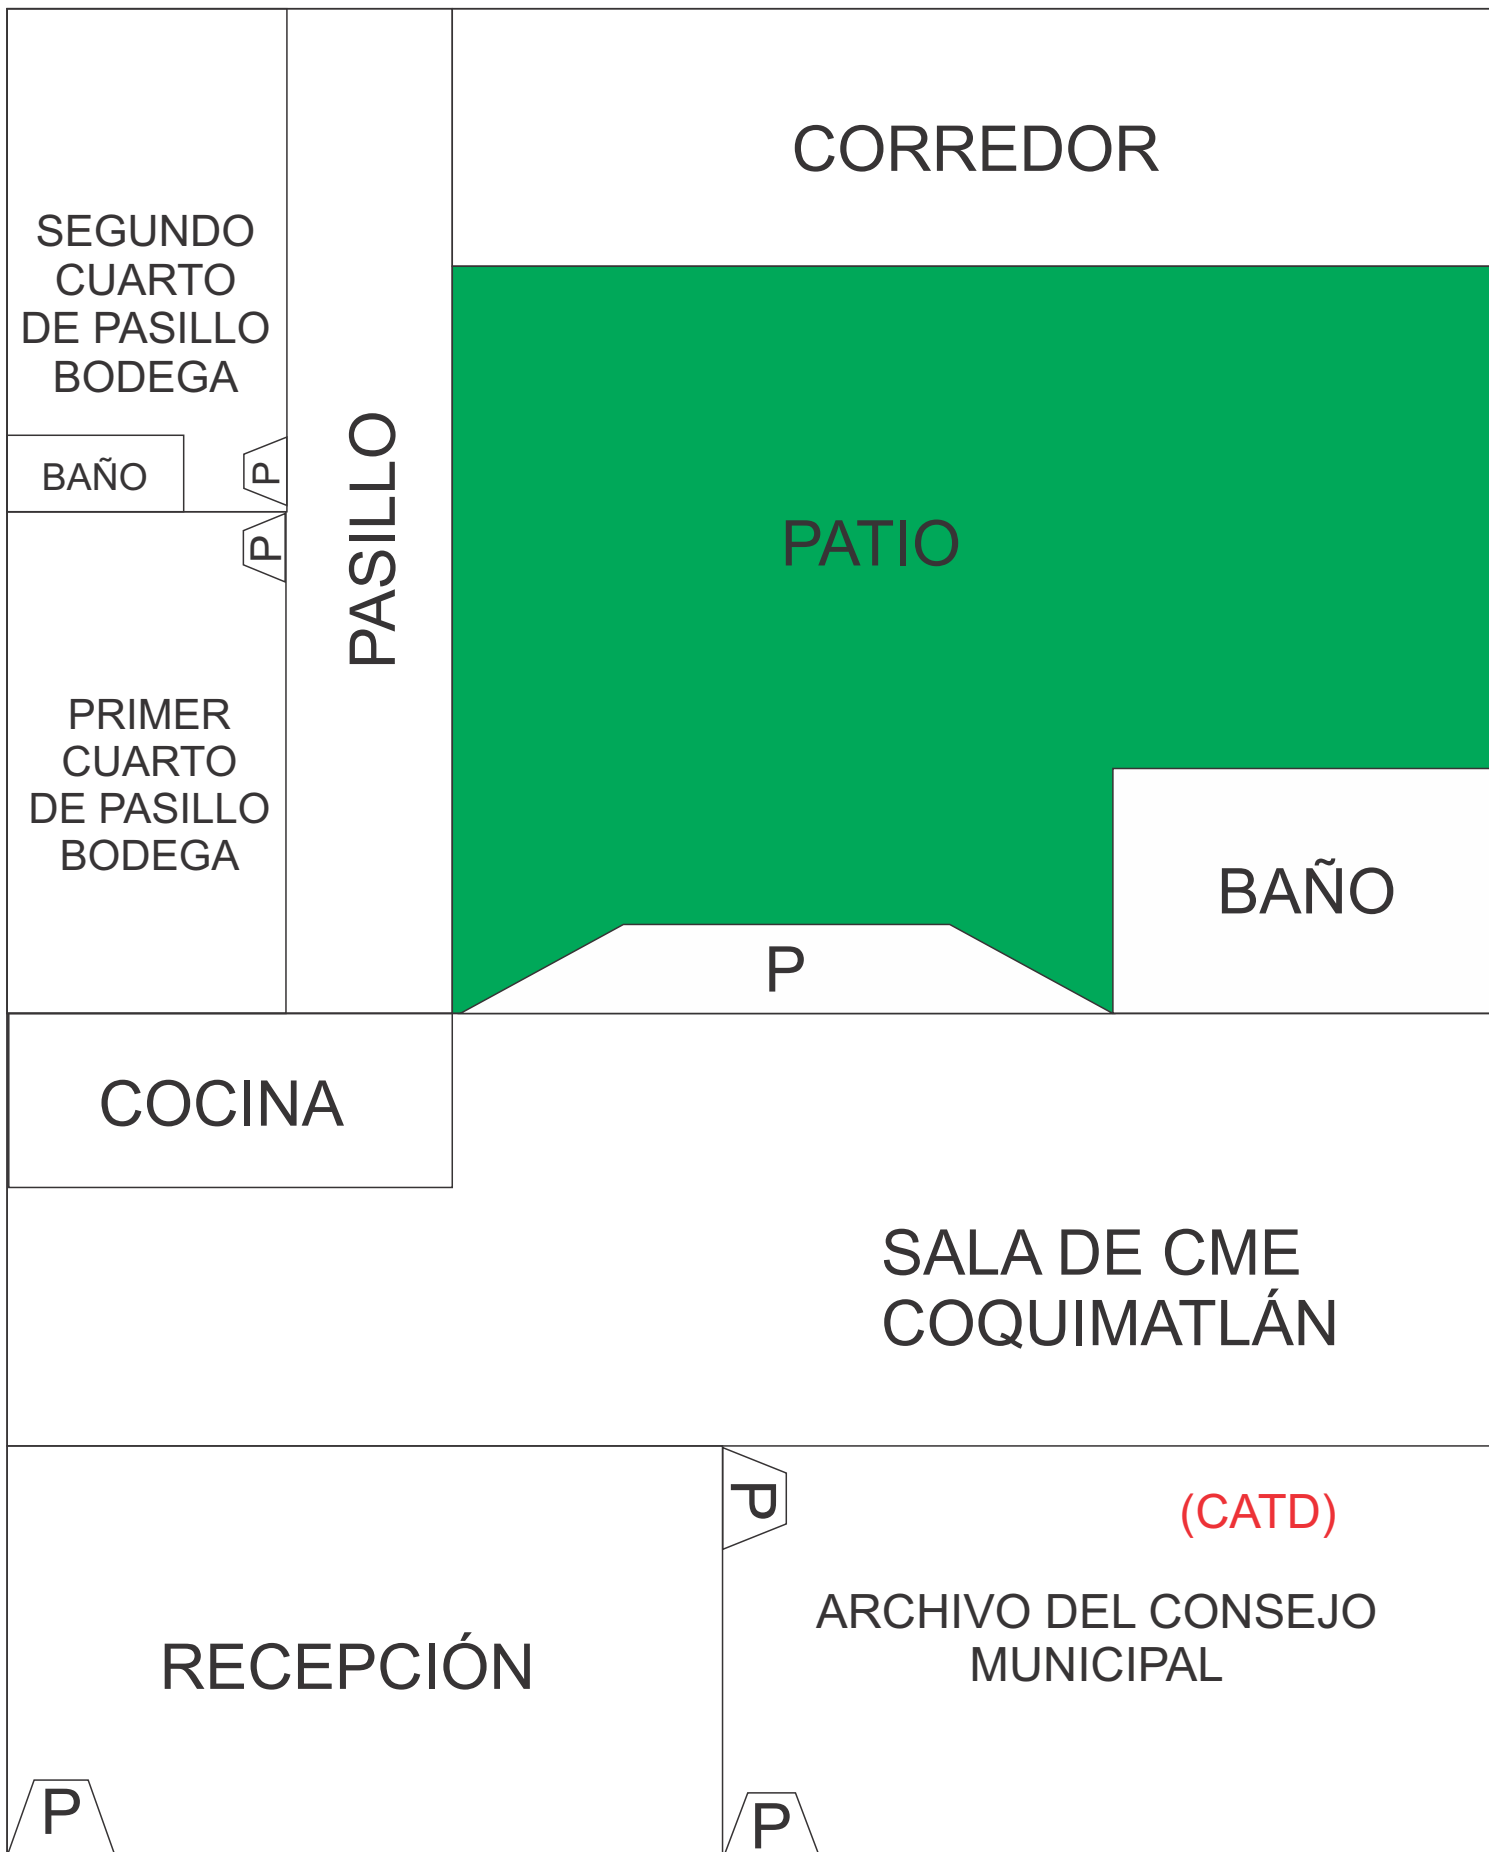 CORREDOR
SEGUNDO
CUARTO
DE PASILLO
BODEGA
BAÑO
P
P
PASILLO
PATIO
PRIMER
CUARTO
DE PASILLO
BODEGA
BAÑO
P
COCINA
SALA DE CME
COQUIMATLÁN
P
(CATD)
ARCHIVO DEL CONSEJO
MUNICIPAL
RECEPCIÓN
P
P